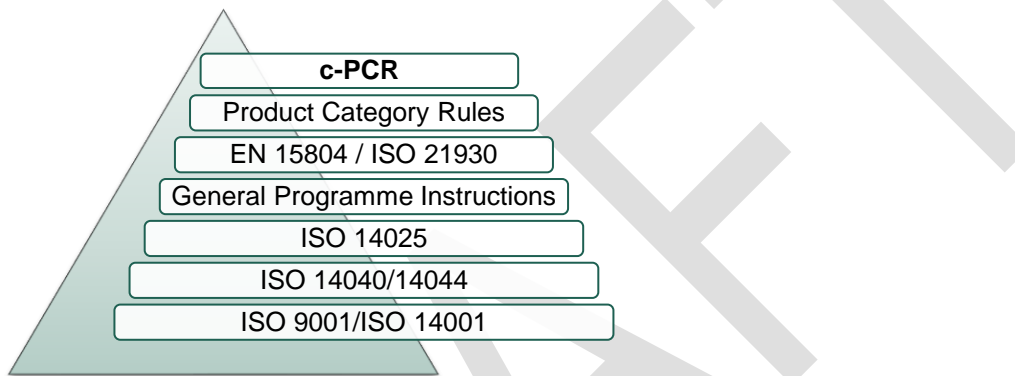 c-PCR
Product Category Rules
EN 15804 / ISO 21930
General Programme Instructions
ISO 14025
ISO 14040/14044
ISO 9001/ISO 14001